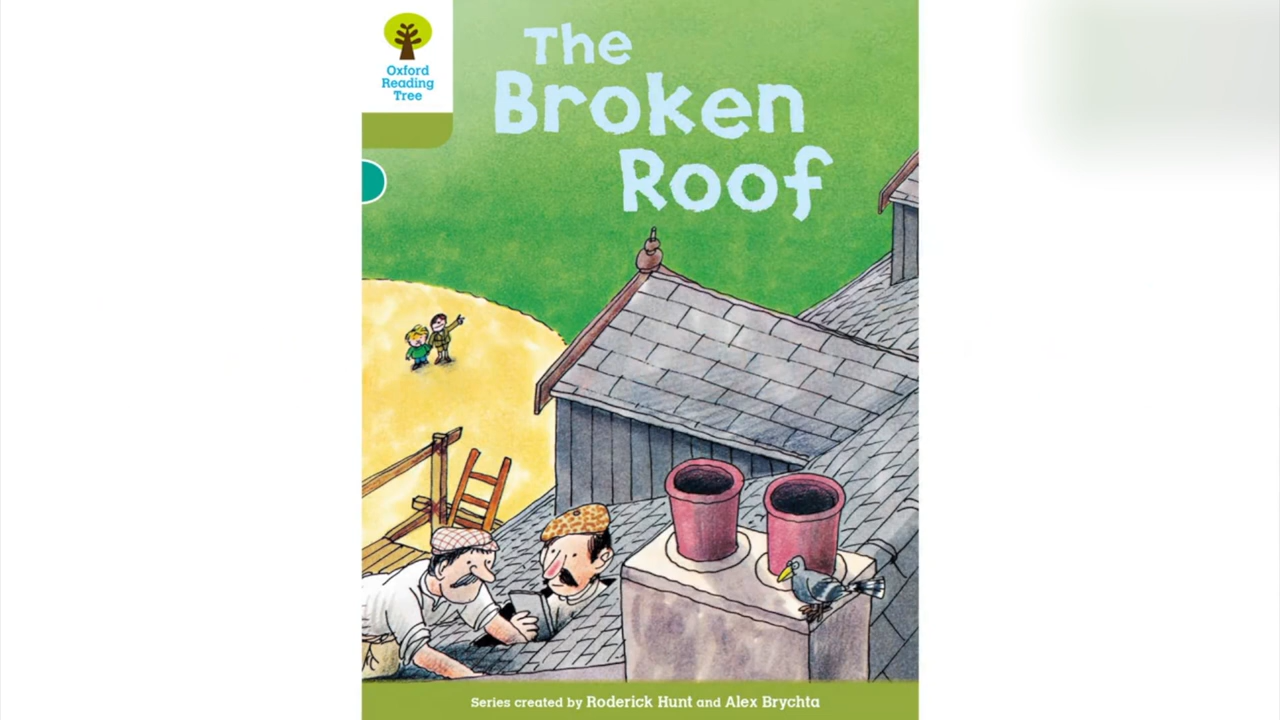 Oxford
Reading
Tree
The
Broken
Roof
Series created by Roderick Hunt and Alex Brychta